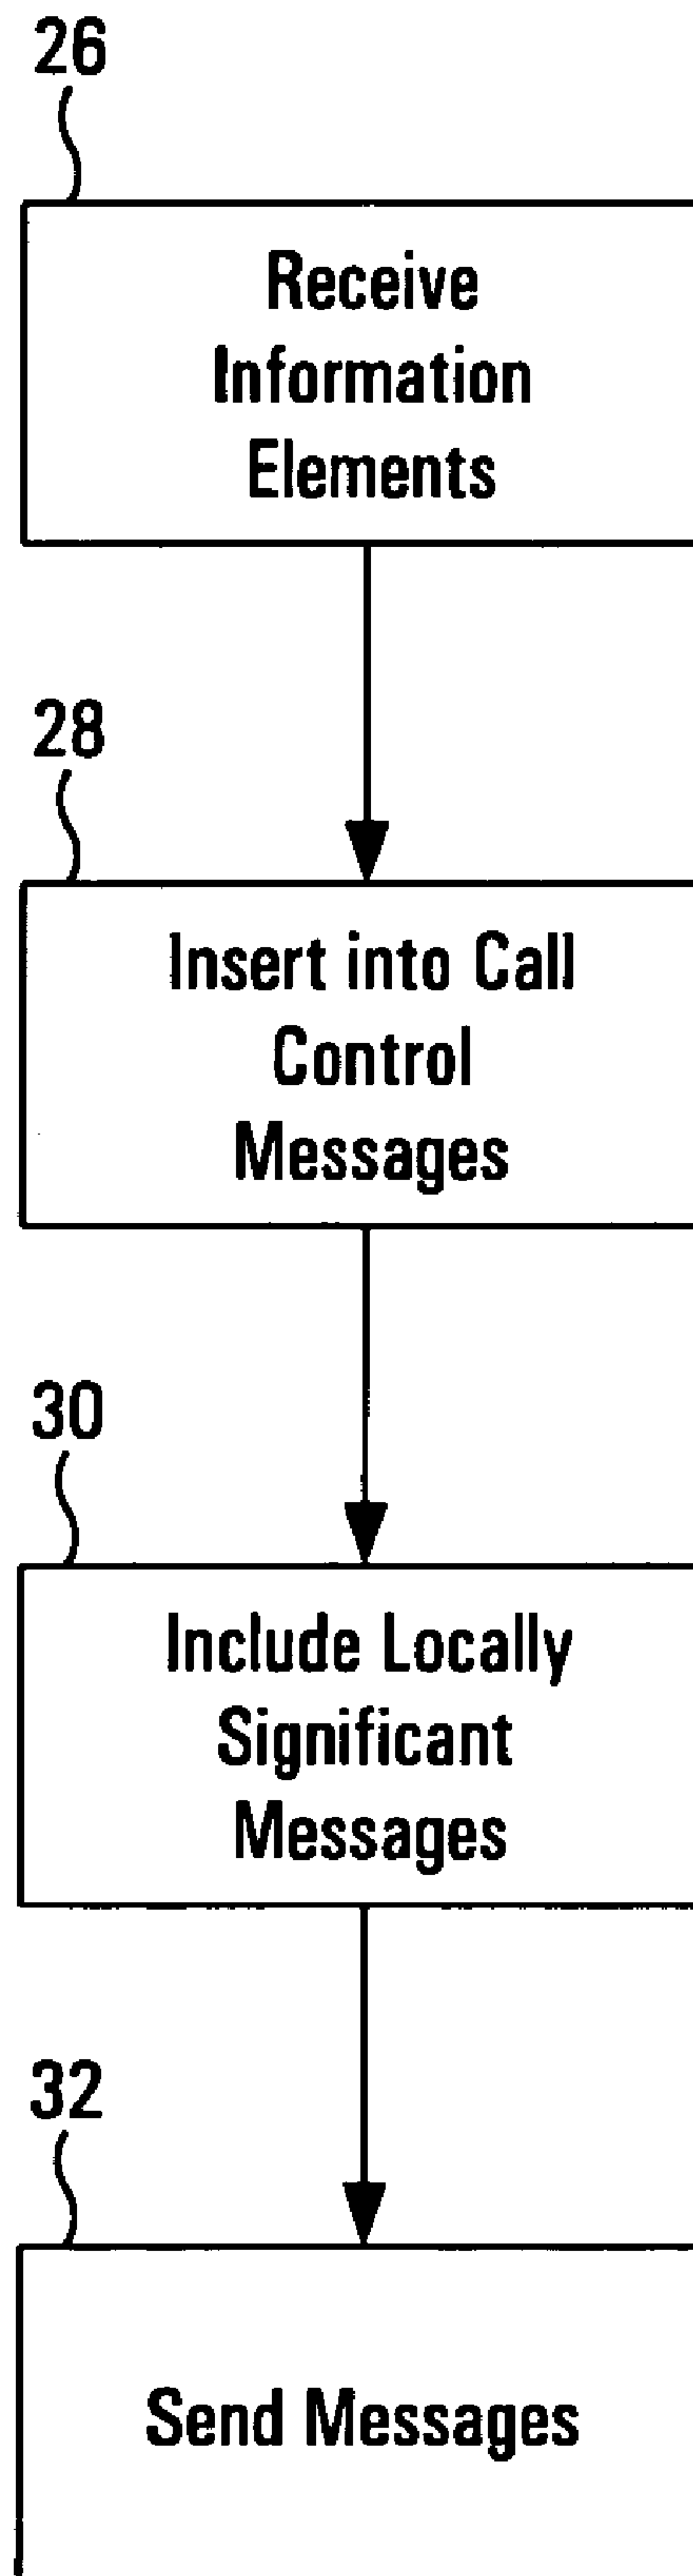 26
Receive
Information
Elements
28
Insert into Call
Control
Messages
30
Include Locally
Significant
Messages
32
Send Messages